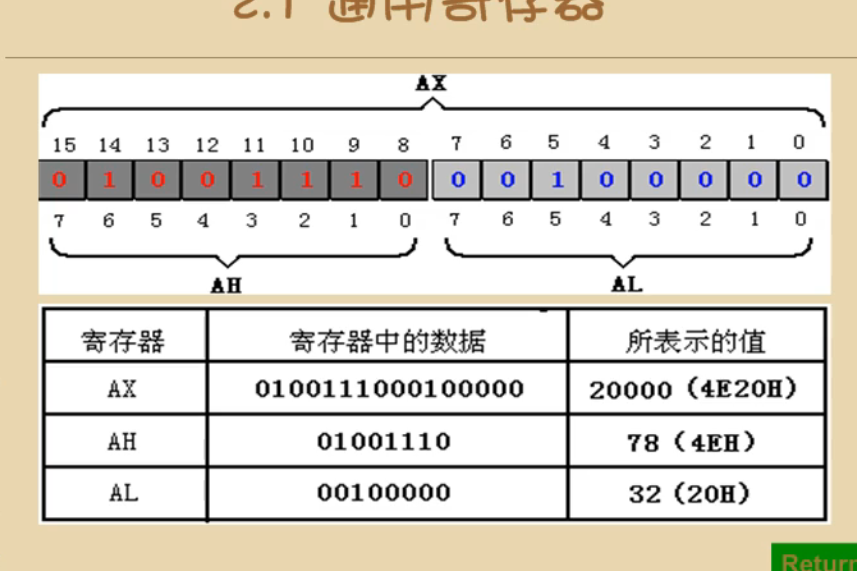 2.1 通用寄存器
AX
15 14 13 12 11 10 9 8 7 6 5 4 3 2 1 0
0 1 0 0 1 1 1 0 0 0 1 0 0 0 0 0
7 6 5 4 3 2 1 0 7 6 5 4 3 2 1 0
AH AL
寄存器 寄存器中的数据 所表示的值
AX 0100111000100000 20000（4E20H）
AH 01001110 78（4EH）
AL 00100000 32（20H）
Return